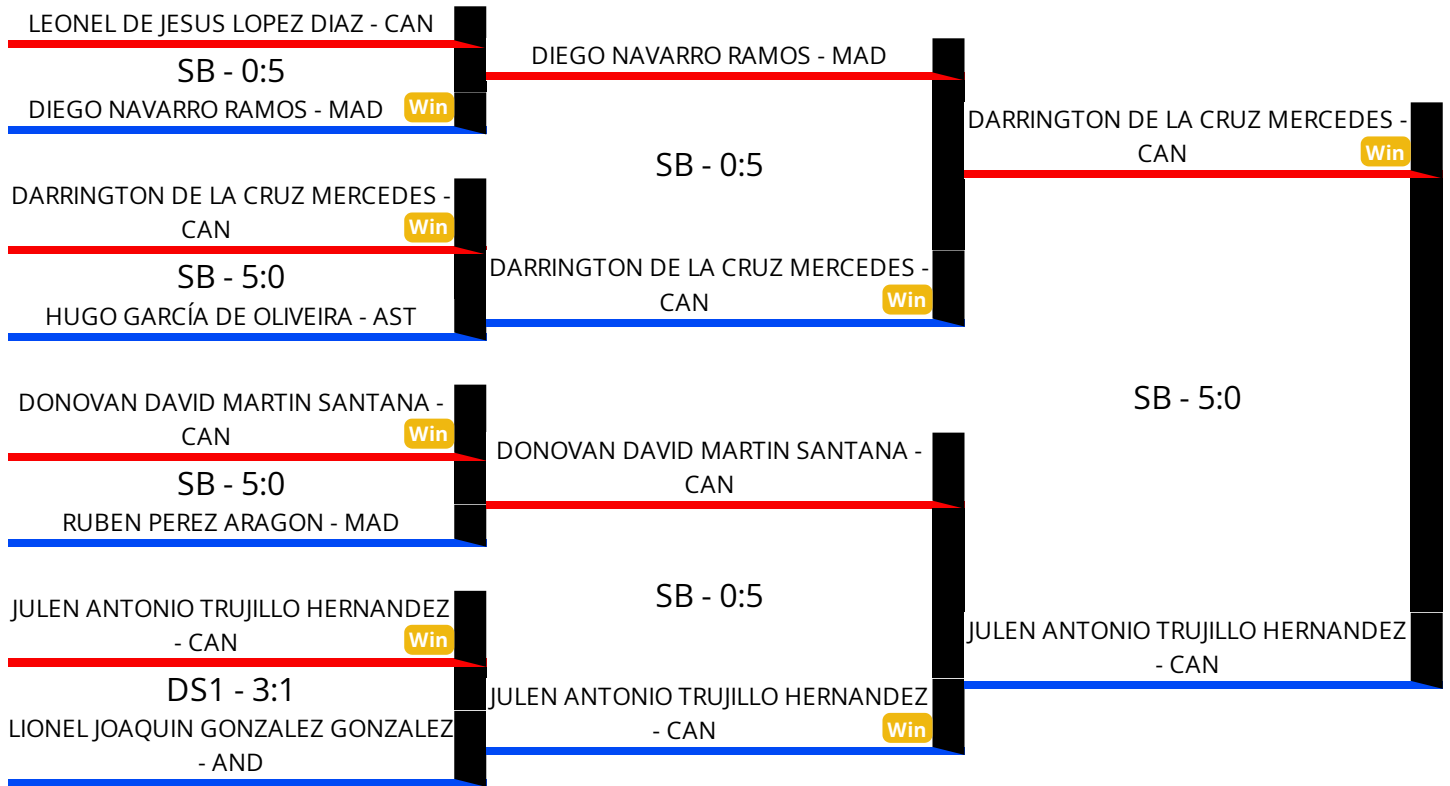 LEONEL DE JESUS LOPEZ DIAZ - CAN
SB - 0:5
DIEGO NAVARRO RAMOS - MAD Win
DARRINGTON DE LA CRUZ MERCEDES -
CAN Win
SB - 5:0
HUGO GARCÍA DE OLIVEIRA - AST
DONOVAN DAVID MARTIN SANTANA -
CAN Win
SB - 5:0
RUBEN PEREZ ARAGON - MAD
JULEN ANTONIO TRUJILLO HERNANDEZ
- CAN Win
DS1 - 3:1
LIONEL JOAQUIN GONZALEZ GONZALEZ
- AND
DIEGO NAVARRO RAMOS - MAD
SB - 0:5
DARRINGTON DE LA CRUZ MERCEDES -
CAN Win
DONOVAN DAVID MARTIN SANTANA -
CAN
SB - 0:5
JULEN ANTONIO TRUJILLO HERNANDEZ
- CAN Win
DARRINGTON DE LA CRUZ MERCEDES -
CAN Win
SB - 5:0
JULEN ANTONIO TRUJILLO HERNANDEZ
- CAN